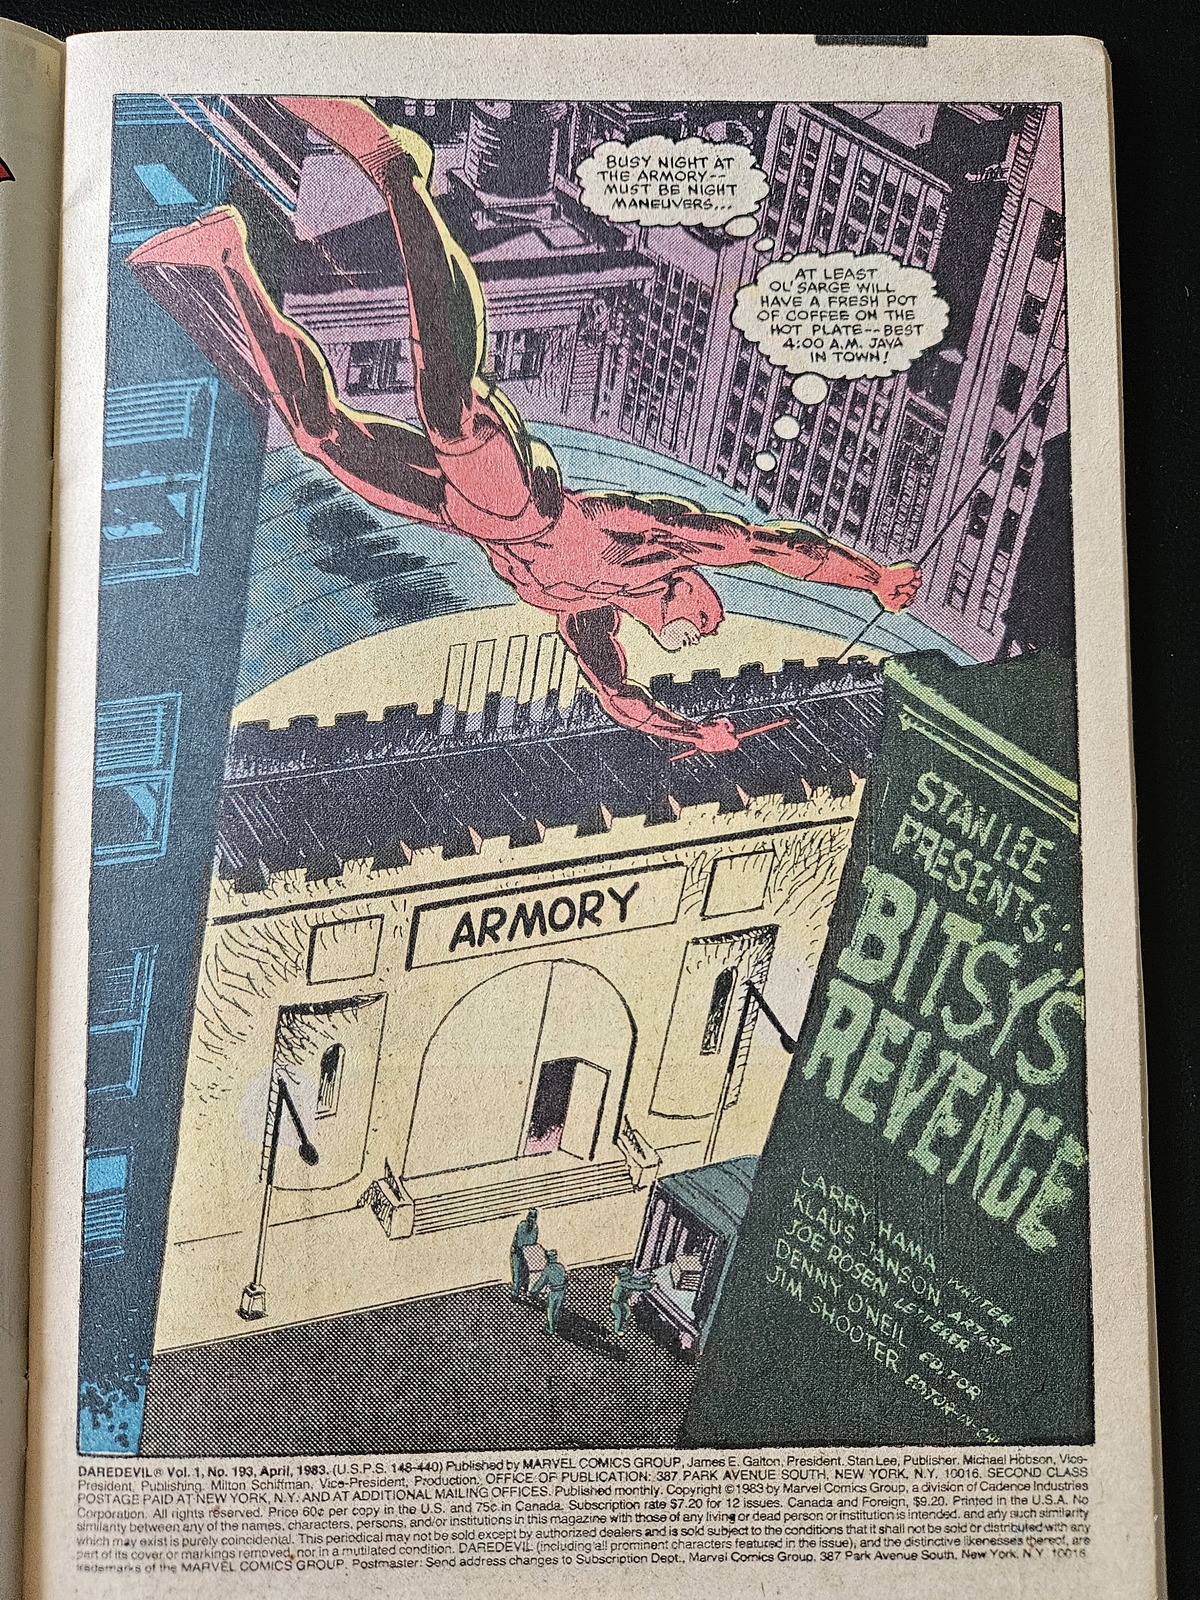 BUSY NIGHT AT
THE ARMORY--
MUST BE NIGHT
MANEUVERS...
AT LEAST
OL' SARGE WILL
HAVE A FRESH POT
OF COFFEE ON THE
HOT PLATE--BEST
4:00 A.M. JAVA
IN TOWN!
ARMORY
STAN LEE
PRESENTS:
BITSY'S
REVENGE
LARRY HAMA WRITER
KLAUS JANSON ARTIST
JOE ROSEN LETTERER
DENNY O'NEIL EDITOR
JIM SHOOTER EDITOR-IN-CH
DAREDEVIL® Vol. 1, No. 193, April, 1983. (U.S.P.S. 148-440) Published by MARVEL COMICS GROUP, James E. Galton, President. Stan Lee, Publisher. Michael Hobson, Vice-
President, Publishing. Milton Schiffman. Vice-President, Production. OFFICE OF PUBLICATION: 387 PARK AVENUE SOUTH, NEW YORK, N.Y. 10016. SECOND CLASS
POSTAGE PAID AT NEW YORK, N.Y. AND AT ADDITIONAL MAILING OFFICES. Published monthly. Copyright © 1983 by Marvel Comics Group, a division of Cadence Industries
Corporation. All rights reserved. Price 60¢ per copy in the U.S. and 75¢ in Canada. Subscription rate $7.20 for 12 issues. Canada and Foreign, $9.20. Printed in the U.S.A. No
similarity between any of the names, characters, persons, and/or institutions in this magazine with those of any living or dead person or institution is intended, and any such similarity
which may exist is purely coincidental. This periodical may not be sold except by authorized dealers and is sold subject to the conditions that it shall not be sold or distributed with any
part of its cover or markings removed, nor in a mutilated condition. DAREDEVIL (including all prominent characters featured in the issue), and the distinctive likenesses thereof, are
trademarks of the MARVEL COMICS GROUP. Postmaster: Send address changes to Subscription Dept., Marvel Comics Group, 387 Park Avenue South, New York, N.Y. 10016.